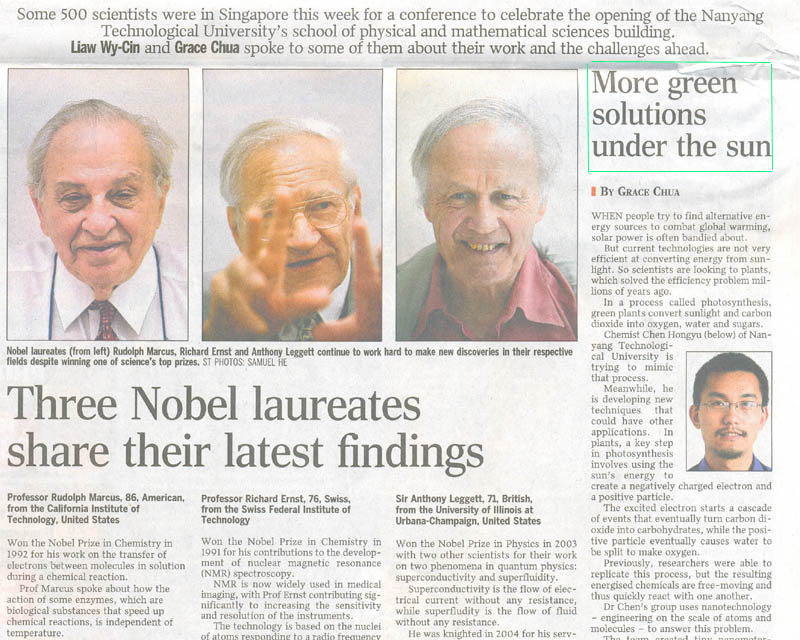 Some 500 scientists were in Singapore this week for a conference to celebrate the opening of the Nanyang
Technological University's school of physical and mathematical sciences building.
Liaw Wy-Cin and Grace Chua spoke to some of them about their work and the challenges ahead.
Nobel laureates (from left) Rudolph Marcus, Richard Ernst and Anthony Leggett continue to work hard to make new discoveries in their respective
fields despite winning one of science's top prizes. ST PHOTOS: SAMUEL HE
Three Nobel laureates
share their latest findings
Professor Rudolph Marcus, 86, American,
from the California Institute of
Technology, United States
Won the Nobel Prize in Chemistry in
1992 for his work on the transfer of
electrons between molecules in solution
during a chemical reaction.
Prof Marcus spoke about how the
action of some enzymes, which are
biological substances that speed up
chemical reactions, is independent of
temperature.
Professor Richard Ernst, 76, Swiss,
from the Swiss Federal Institute of
Technology
Won the Nobel Prize in Chemistry in
1991 for his contributions to the develop-
ment of nuclear magnetic resonance
(NMR) spectroscopy.
NMR is now widely used in medical
imaging, with Prof Ernst contributing sig-
nificantly to increasing the sensitivity
and resolution of the instruments.
The technology is based on the nuclei
of atoms responding to a radio frequency
Sir Anthony Leggett, 71, British,
from the University of Illinois at
Urbana-Champaign, United States
Won the Nobel Prize in Physics in 2003
with two other scientists for their work
on two phenomena in quantum physics:
superconductivity and superfluidity.
Superconductivity is the flow of elec-
trical current without any resistance,
while superfluidity is the flow of fluid
without any resistance.
He was knighted in 2004 for his serv-
More green
solutions
under the sun
BY GRACE CHUA
WHEN people try to find alternative en-
ergy sources to combat global warming,
solar power is often bandied about.
But current technologies are not very
efficient at converting energy from sun-
light. So scientists are looking to plants,
which solved the efficiency problem mil-
lions of years ago.
In a process called photosynthesis,
green plants convert sunlight and carbon
dioxide into oxygen, water and sugars.
Chemist Chen Hongyu (below) of Nan-
yang Technologi-
cal University is
trying to mimic
that process.
Meanwhile, he
is developing new
techniques that
could have other
applications. In
plants, a key step
in photosynthesis
involves using the
sun's energy to
create a negatively charged electron and
a positive particle.
The excited electron starts a cascade
of events that eventually turn carbon di-
oxide into carbohydrates, while the posi-
tive particle eventually causes water to
be split to make oxygen.
Previously, researchers were able to
replicate this process, but the resulting
energised chemicals are free-moving and
thus quickly react with one another.
Dr Chen's group uses nanotechnology
- engineering on the scale of atoms and
molecules - to answer this problem.